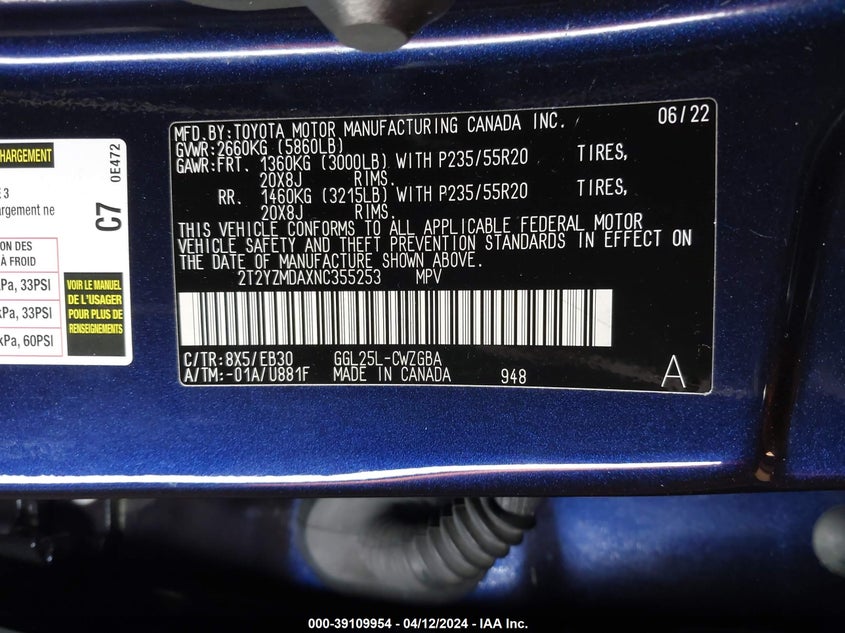 CHARGEMENT
3
argement ne
C7
0E472
ON DES
À FROID
kPa, 33PSI
kPa, 33PSI
kPa, 60PSI
VOIR LE MANUEL
DE L'USAGER
POUR PLUS DE
RENSEIGNEMENTS
06/22
MFD.BY:TOYOTA MOTOR MANUFACTURING CANADA INC.
GVWR:2660KG (5860LB)
GAWR:FRT. 1360KG (3000LB) WITH P235/55R20 TIRES,
20X8J RIMS.
RR. 1460KG (3215LB) WITH P235/55R20 TIRES,
20X8J RIMS.
THIS VEHICLE CONFORMS TO ALL APPLICABLE FEDERAL MOTOR
VEHICLE SAFETY AND THEFT PREVENTION STANDARDS IN EFFECT ON
THE DATE OF MANUFACTURE SHOWN ABOVE.
2T2YZMDAXNC355253 MPV
C/TR:8X5/EB30 GGL25L-CWZGBA
A/TM:-01A/U881F MADE IN CANADA 948 A
000-39109954 - 04/12/2024 - IAA Inc.